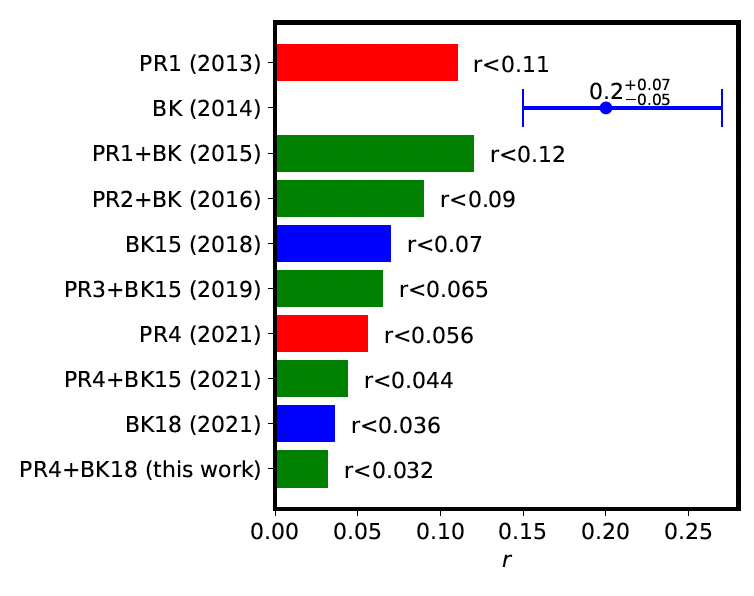 PR1 (2013) r<0.11
BK (2014) 0.2+0.07−0.05
PR1+BK (2015) r<0.12
PR2+BK (2016) r<0.09
BK15 (2018) r<0.07
PR3+BK15 (2019) r<0.065
PR4 (2021) r<0.056
PR4+BK15 (2021) r<0.044
BK18 (2021) r<0.036
PR4+BK18 (this work) r<0.032
0.00 0.05 0.10 0.15 0.20 0.25
r